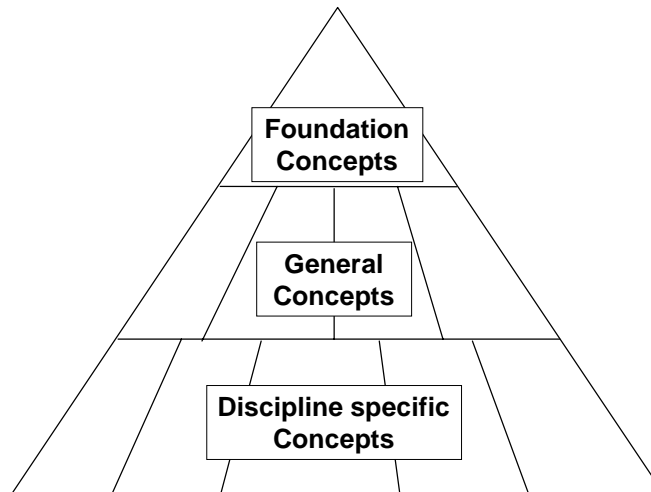 Foundation
Concepts
General
Concepts
Discipline specific
Concepts